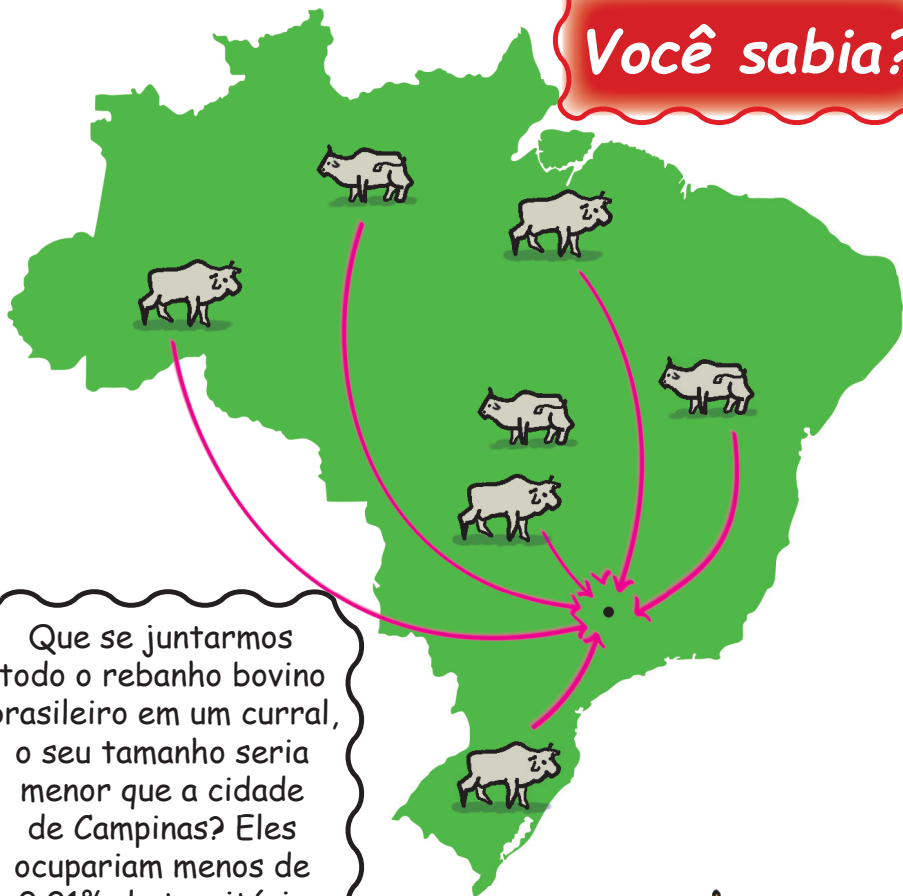 Você sabia?
Que se juntarmos
todo o rebanho bovino
brasileiro em um curral,
o seu tamanho seria
menor que a cidade
de Campinas? Eles
ocupariam menos de